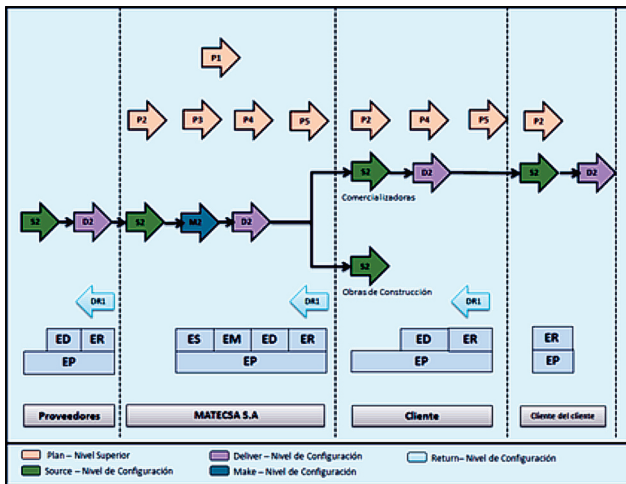 P1
P2 P3 P4 P5 P2 P4 P5 P2
S2 D2 S2 D2
Comercializadoras
S2 D2 S2 M2 D2
S2
Obras de Construcción
DR1 DR1 DR1
ED ER ES EM ED ER ED ER ER
EP EP EP EP
Proveedores MATECSA S.A Cliente Cliente del cliente
Plan – Nivel Superior Deliver – Nivel de Configuración Return– Nivel de Configuración
Source – Nivel de Configuración Make – Nivel de Configuración